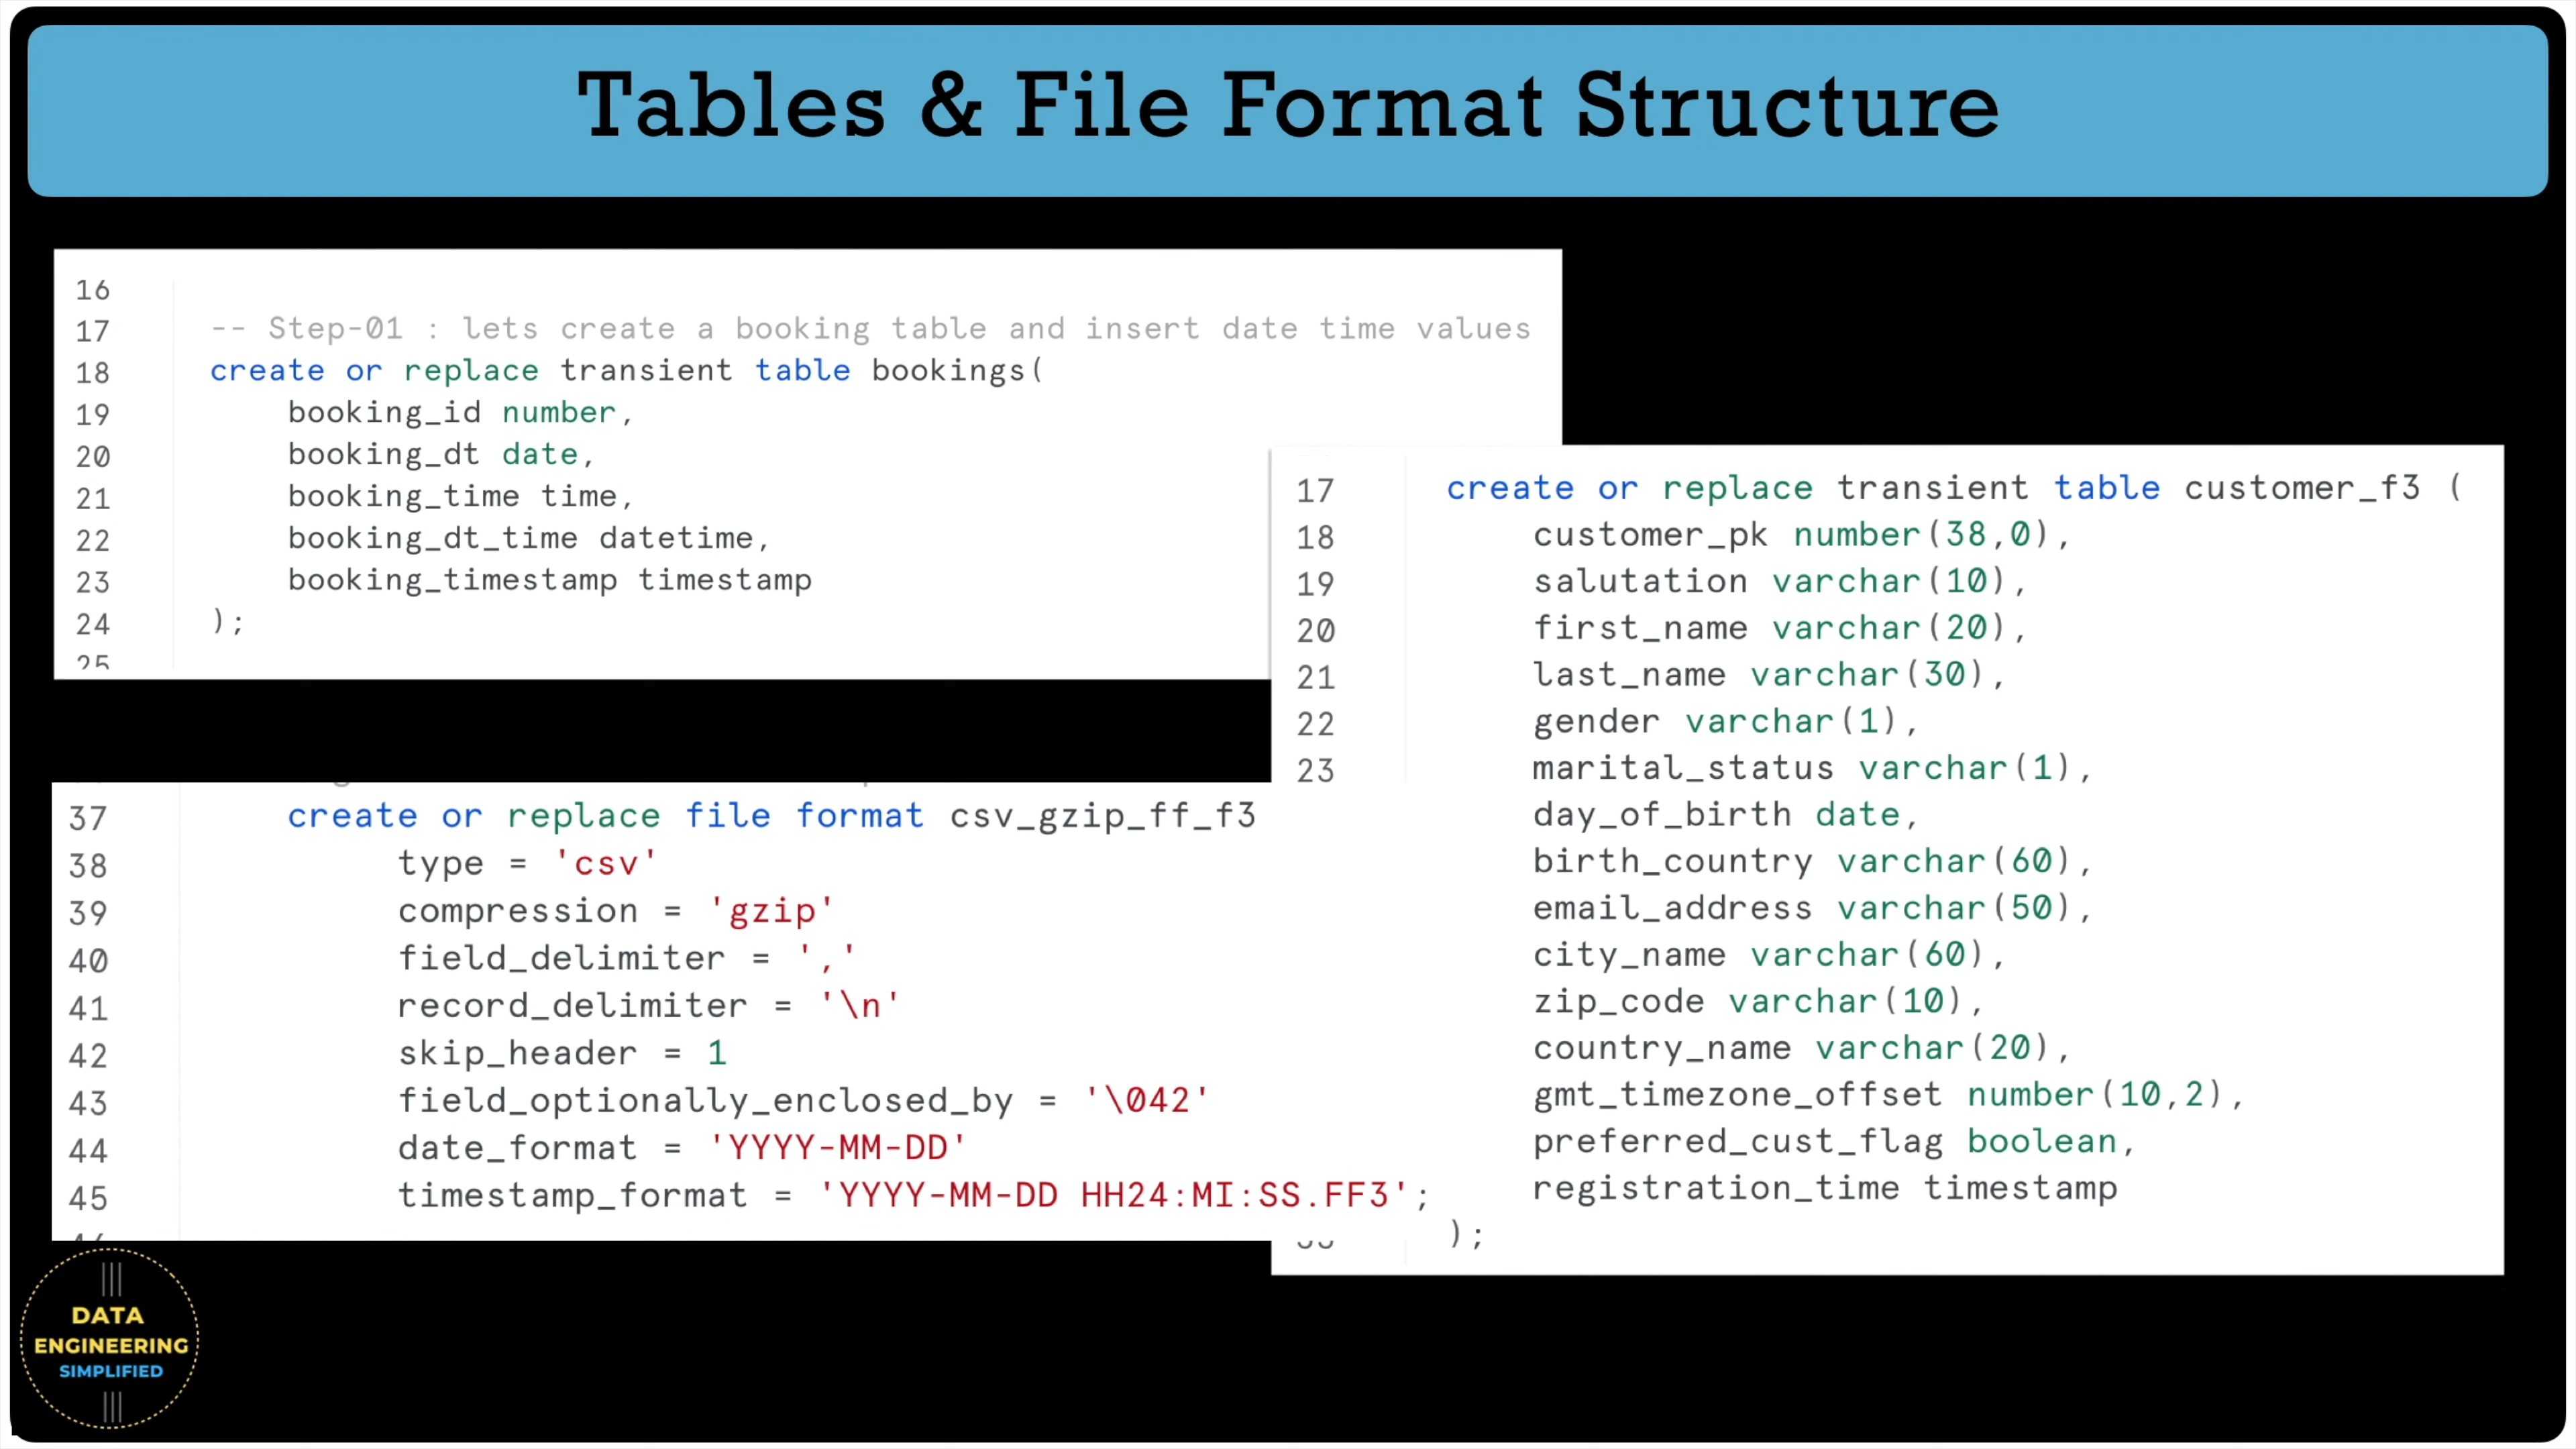 Tables & File Format Structure
16
17 -- Step-01 : lets create a booking table and insert date time values
18 create or replace transient table bookings(
19 booking_id number,
20 booking_dt date,
21 booking_time time,
22 booking_dt_time datetime,
23 booking_timestamp timestamp
24 );
25
17 create or replace transient table customer_f3 (
18 customer_pk number(38,0),
19 salutation varchar(10),
20 first_name varchar(20),
21 last_name varchar(30),
22 gender varchar(1),
23 marital_status varchar(1),
day_of_birth date,
birth_country varchar(60),
email_address varchar(50),
city_name varchar(60),
zip_code varchar(10),
country_name varchar(20),
gmt_timezone_offset number(10,2),
preferred_cust_flag boolean,
registration_time timestamp
);
37 create or replace file format csv_gzip_ff_f3
38 type = 'csv'
39 compression = 'gzip'
40 field_delimiter = ','
41 record_delimiter = '\n'
42 skip_header = 1
43 field_optionally_enclosed_by = '\042'
44 date_format = 'YYYY-MM-DD'
45 timestamp_format = 'YYYY-MM-DD HH24:MI:SS.FF3';
DATA
ENGINEERING
SIMPLIFIED